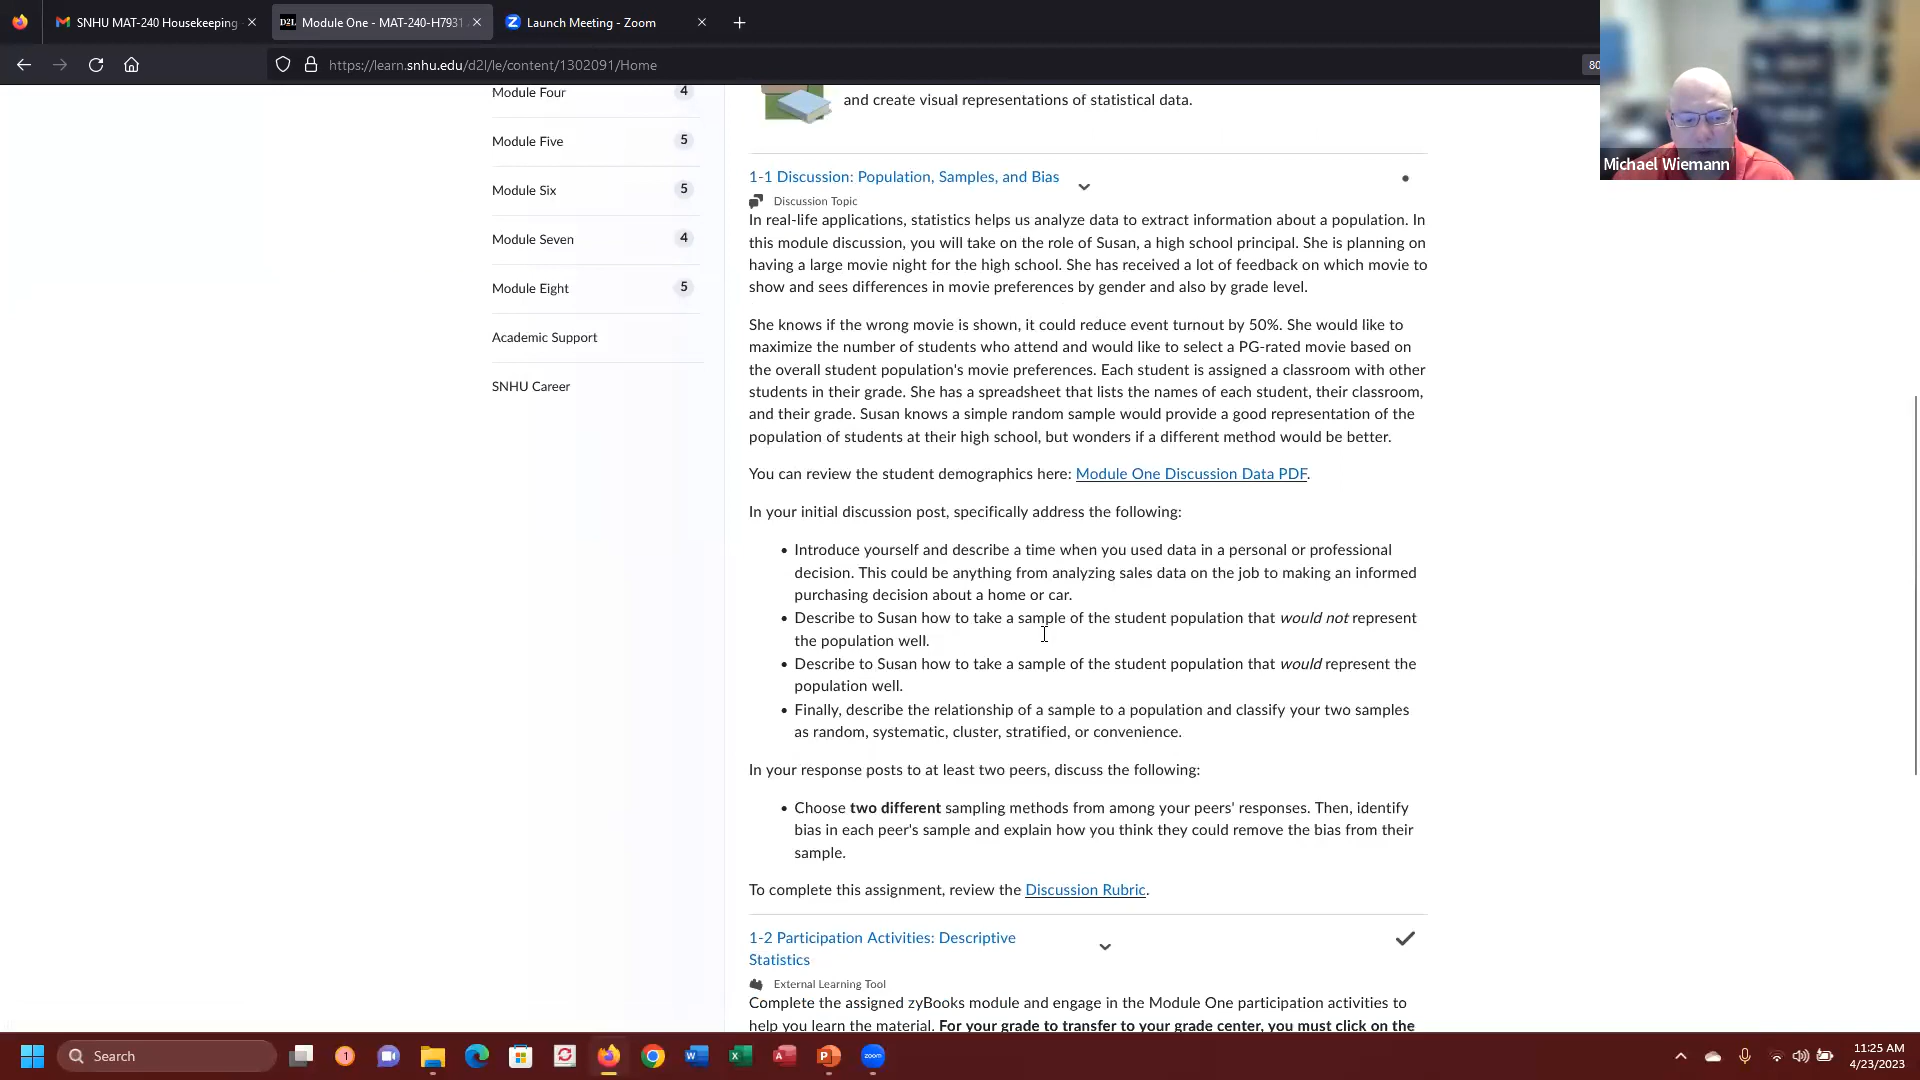 SNHU MAT-240 Housekeeping -
D2L Module One - MAT-240-H7931
Launch Meeting - Zoom
https://learn.snhu.edu/d2l/le/content/1302091/Home
80
Michael Wiemann
Module Four 4
Module Five 5
Module Six 5
Module Seven 4
Module Eight 5
Academic Support
SNHU Career
and create visual representations of statistical data.
1-1 Discussion: Population, Samples, and Bias
Discussion Topic
In real-life applications, statistics helps us analyze data to extract information about a population. In
this module discussion, you will take on the role of Susan, a high school principal. She is planning on
having a large movie night for the high school. She has received a lot of feedback on which movie to
show and sees differences in movie preferences by gender and also by grade level.
She knows if the wrong movie is shown, it could reduce event turnout by 50%. She would like to
maximize the number of students who attend and would like to select a PG-rated movie based on
the overall student population's movie preferences. Each student is assigned a classroom with other
students in their grade. She has a spreadsheet that lists the names of each student, their classroom,
and their grade. Susan knows a simple random sample would provide a good representation of the
population of students at their high school, but wonders if a different method would be better.
You can review the student demographics here: Module One Discussion Data PDF.
In your initial discussion post, specifically address the following:
• Introduce yourself and describe a time when you used data in a personal or professional
decision. This could be anything from analyzing sales data on the job to making an informed
purchasing decision about a home or car.
• Describe to Susan how to take a sample of the student population that would not represent
the population well.
• Describe to Susan how to take a sample of the student population that would represent the
population well.
• Finally, describe the relationship of a sample to a population and classify your two samples
as random, systematic, cluster, stratified, or convenience.
In your response posts to at least two peers, discuss the following:
• Choose two different sampling methods from among your peers' responses. Then, identify
bias in each peer's sample and explain how you think they could remove the bias from their
sample.
To complete this assignment, review the Discussion Rubric.
1-2 Participation Activities: Descriptive
Statistics
External Learning Tool
Complete the assigned zyBooks module and engage in the Module One participation activities to
help you learn the material. For your grade to transfer to your grade center, you must click on the
Search
1
zoom
11:25 AM
4/23/2023